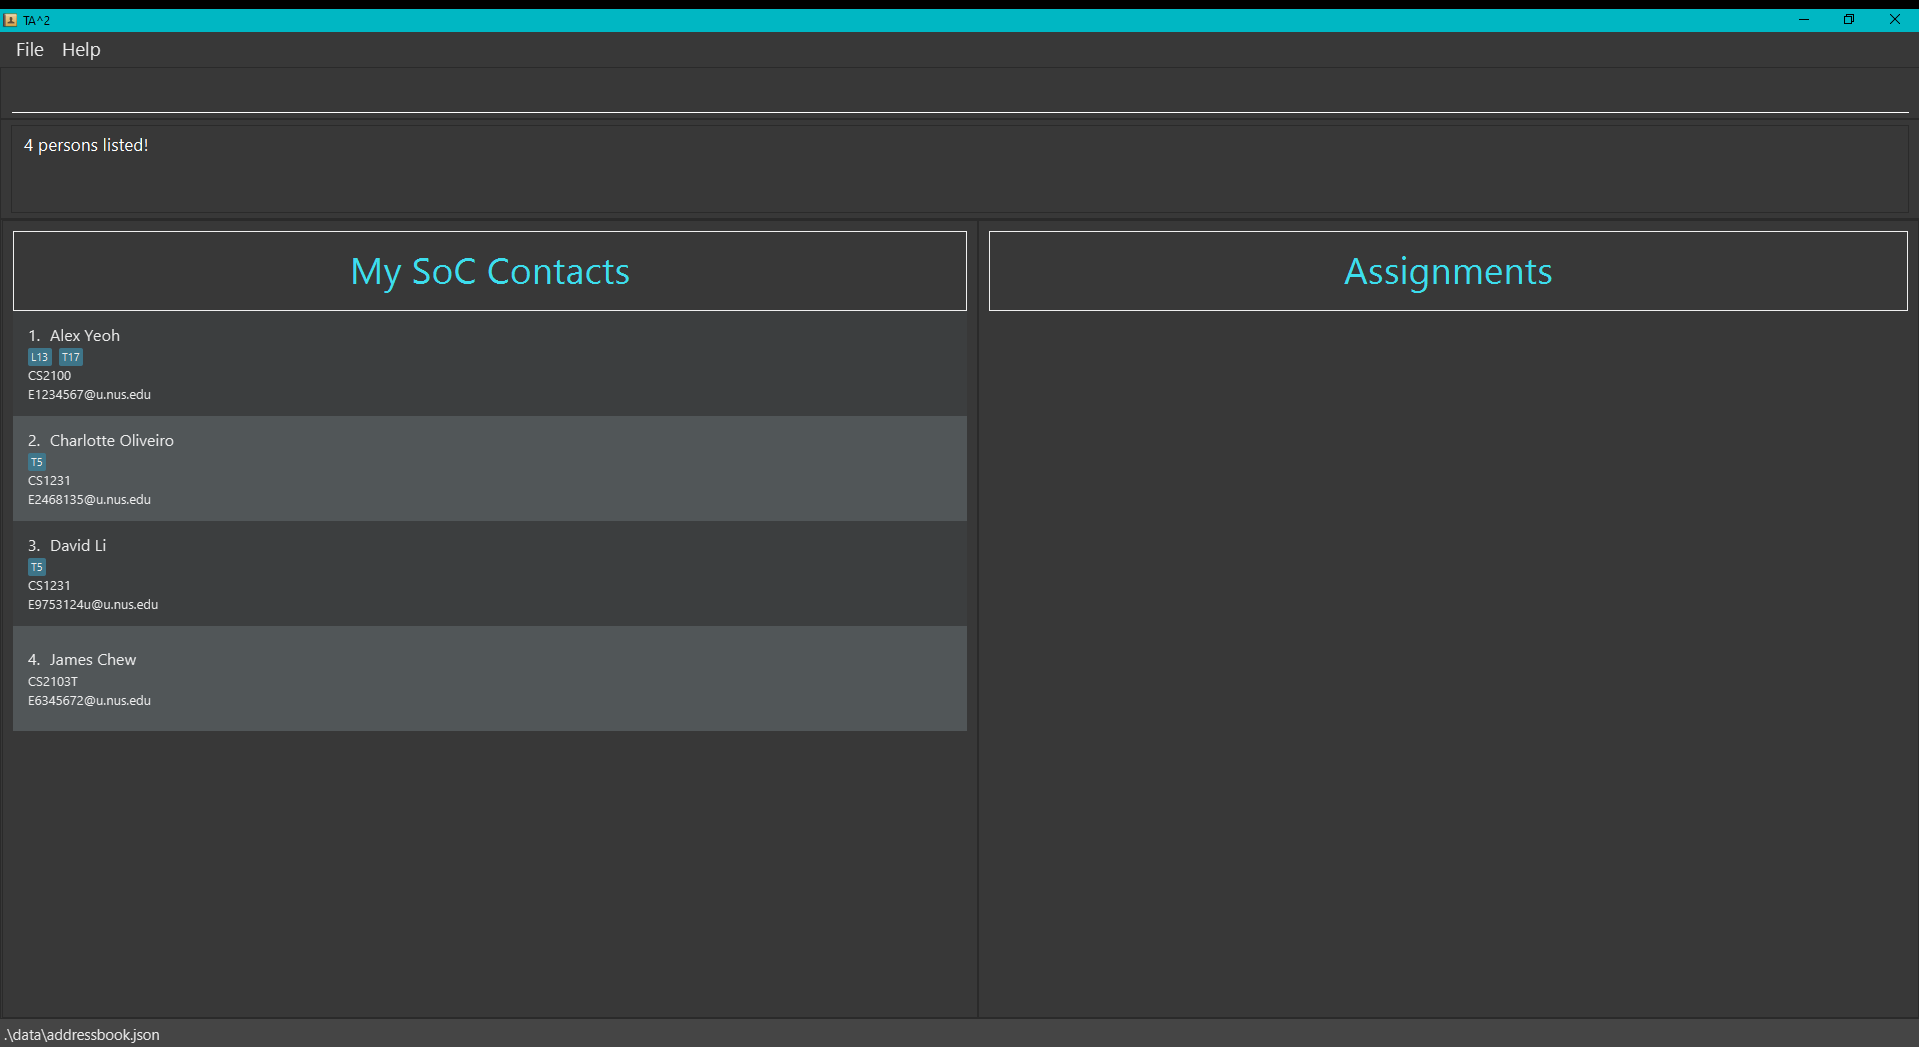 TA^2
File Help
4 persons listed!
My SoC Contacts
1. Alex Yeoh
L13 T17
CS2100
E1234567@u.nus.edu
2. Charlotte Oliveiro
T5
CS1231
E2468135@u.nus.edu
3. David Li
T5
CS1231
E9753124u@u.nus.edu
4. James Chew
CS2103T
E6345672@u.nus.edu
Assignments
.\data\addressbook.json